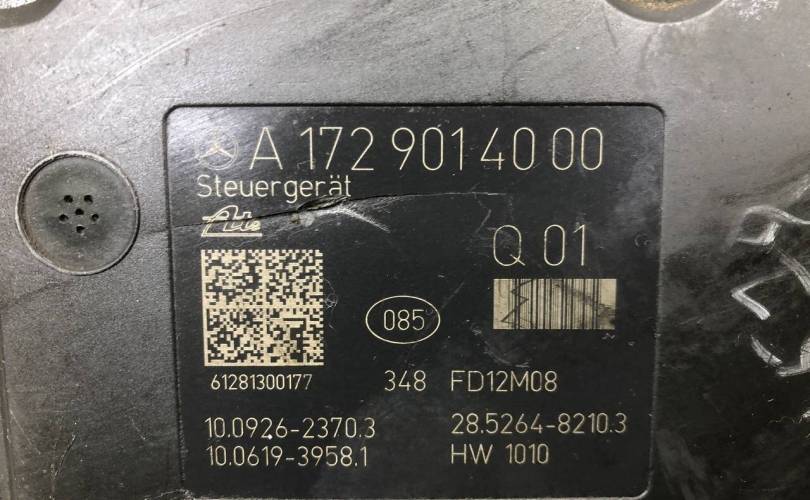 A 172 901 40 00
Steuergerät
Ate
Q 01
085
61281300177 348 FD12M08
10.0926-2370.3 28.5264-8210.3
10.0619-3958.1 HW 1010